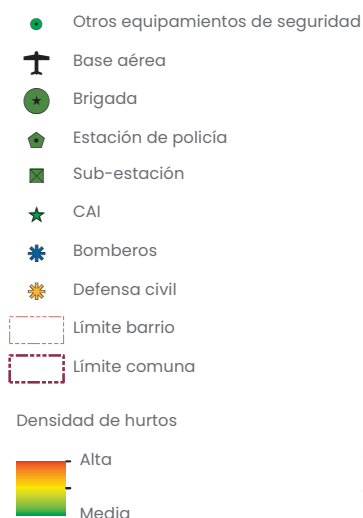 Otros equipamientos de seguridad
Base aérea
Brigada
Estación de policía
Sub-estación
CAI
Bomberos
Defensa civil
Límite barrio
Límite comuna
Densidad de hurtos
Alta
Media